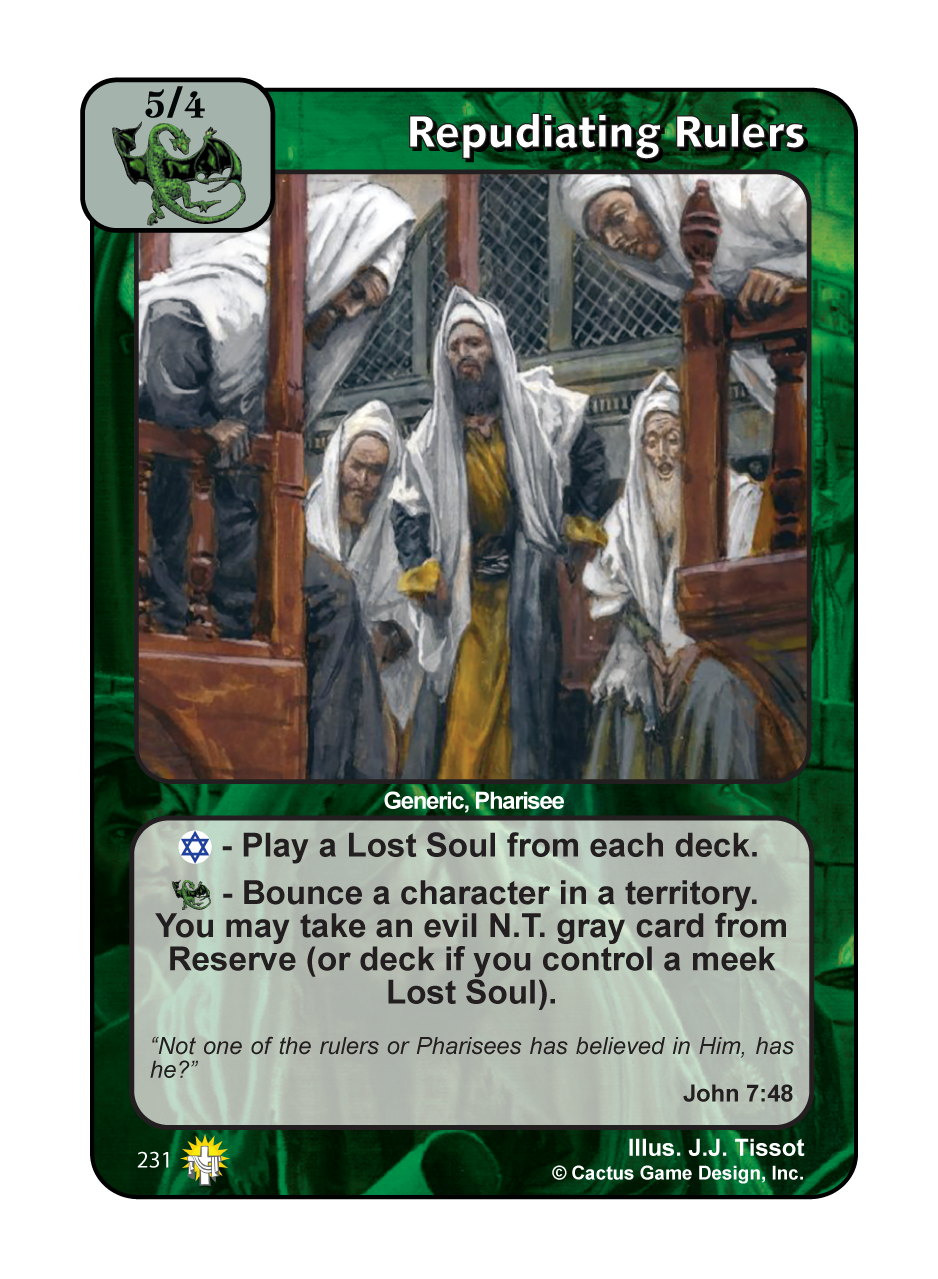 5/4
Repudiating Rulers
Generic, Pharisee
- Play a Lost Soul from each deck.
- Bounce a character in a territory.
You may take an evil N.T. gray card from
Reserve (or deck if you control a meek
Lost Soul).
“Not one of the rulers or Pharisees has believed in Him, has
he?”
John 7:48
231
Illus. J.J. Tissot
© Cactus Game Design, Inc.